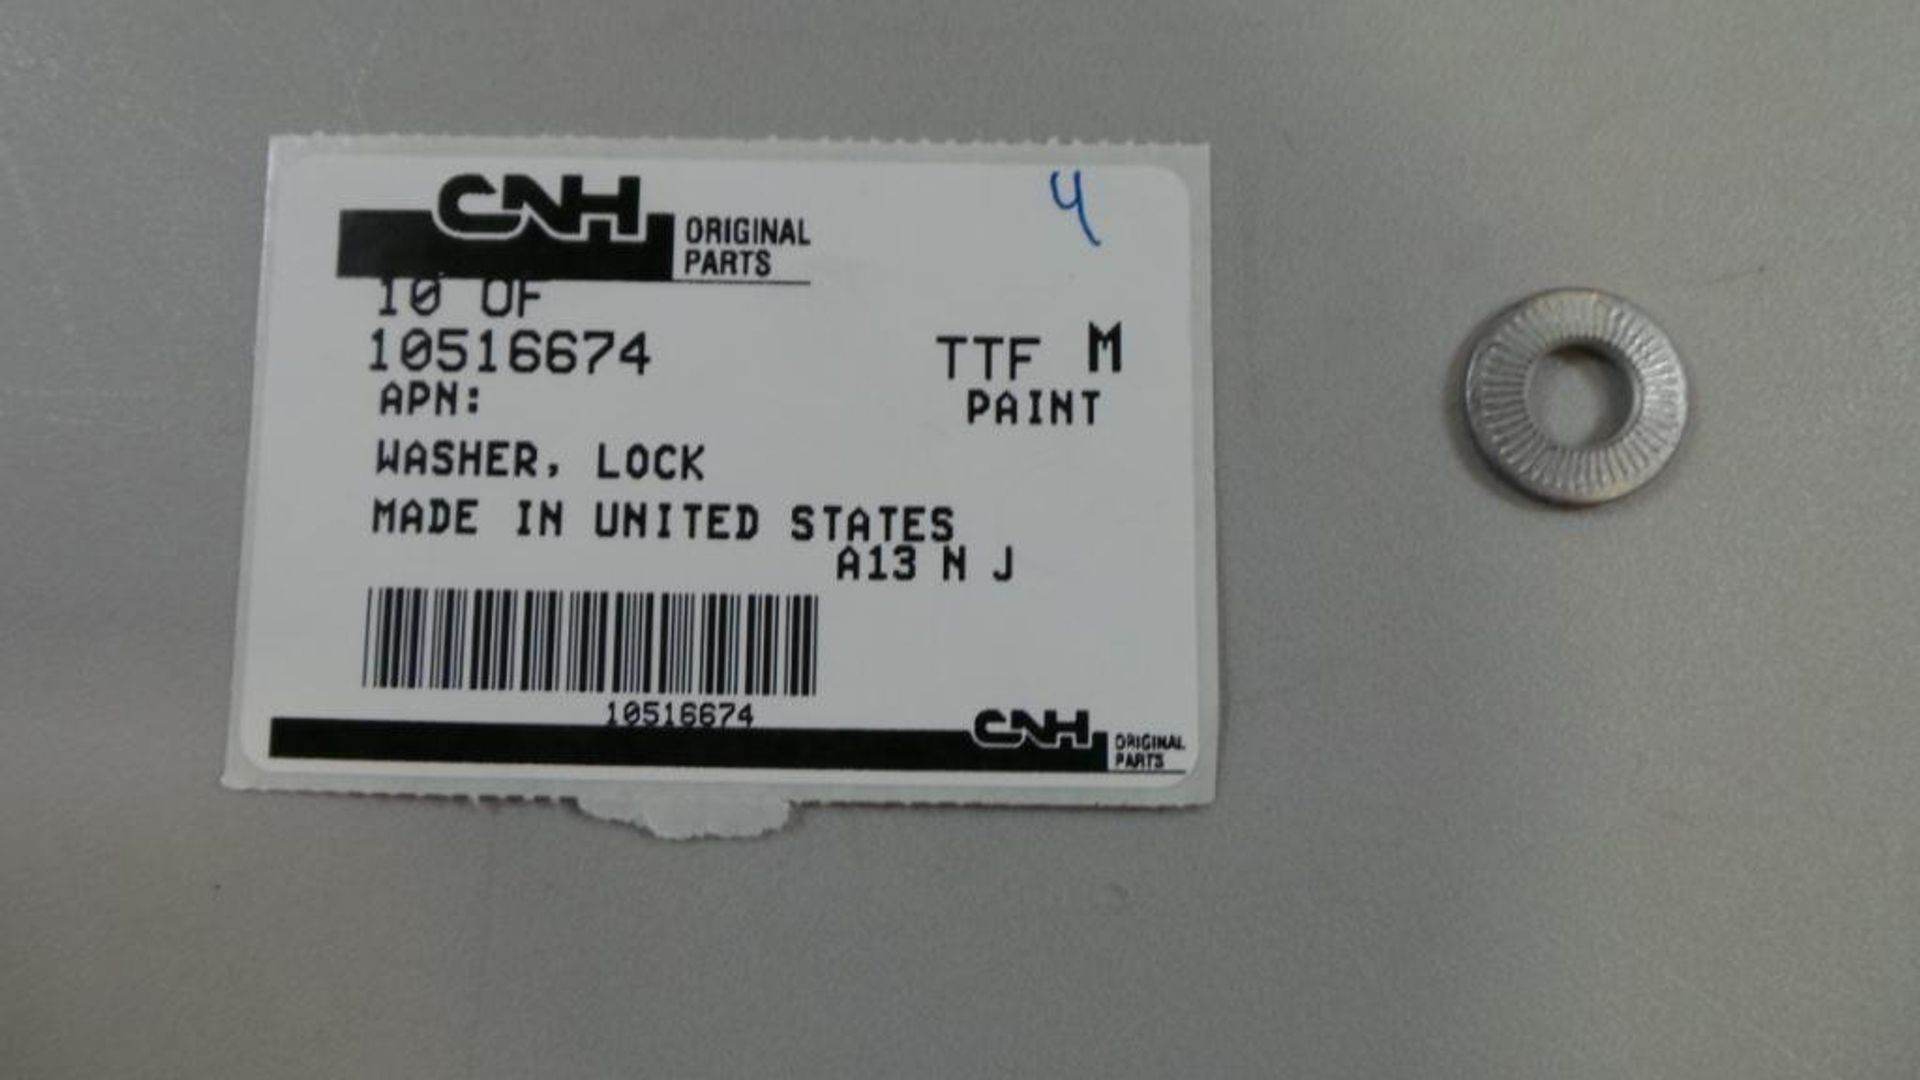 CNH ORIGINAL PARTS
4
10 OF
10516674 TTF M
APN: PAINT
WASHER, LOCK
MADE IN UNITED STATES
A13 N J
10516674
CNH ORIGINAL PARTS